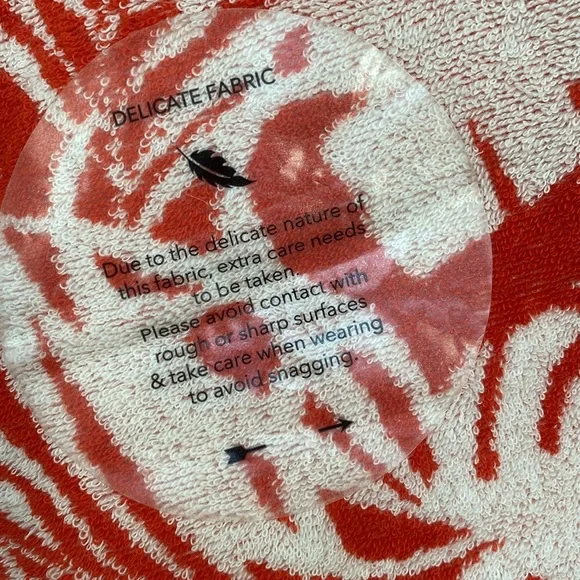 DELICATE FABRIC
Due to the delicate nature of
this fabric, extra care needs
to be taken.
Please avoid contact with
rough or sharp surfaces
& take care when wearing
to avoid snagging.